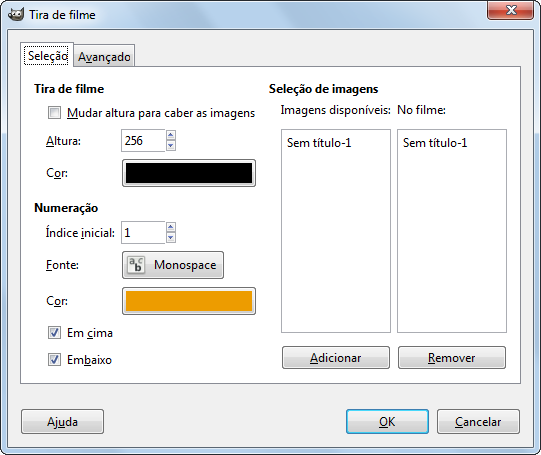 Tira de filme
Seleção
Avançado
Tira de filme
Mudar altura para caber as imagens
Altura:
256
Cor:
Numeração
Índice inicial:
1
Fonte:
Monospace
Cor:
Em cima
Embaixo
Seleção de imagens
Imagens disponíveis:
No filme:
Sem título-1
Sem título-1
Adicionar
Remover
Ajuda
OK
Cancelar